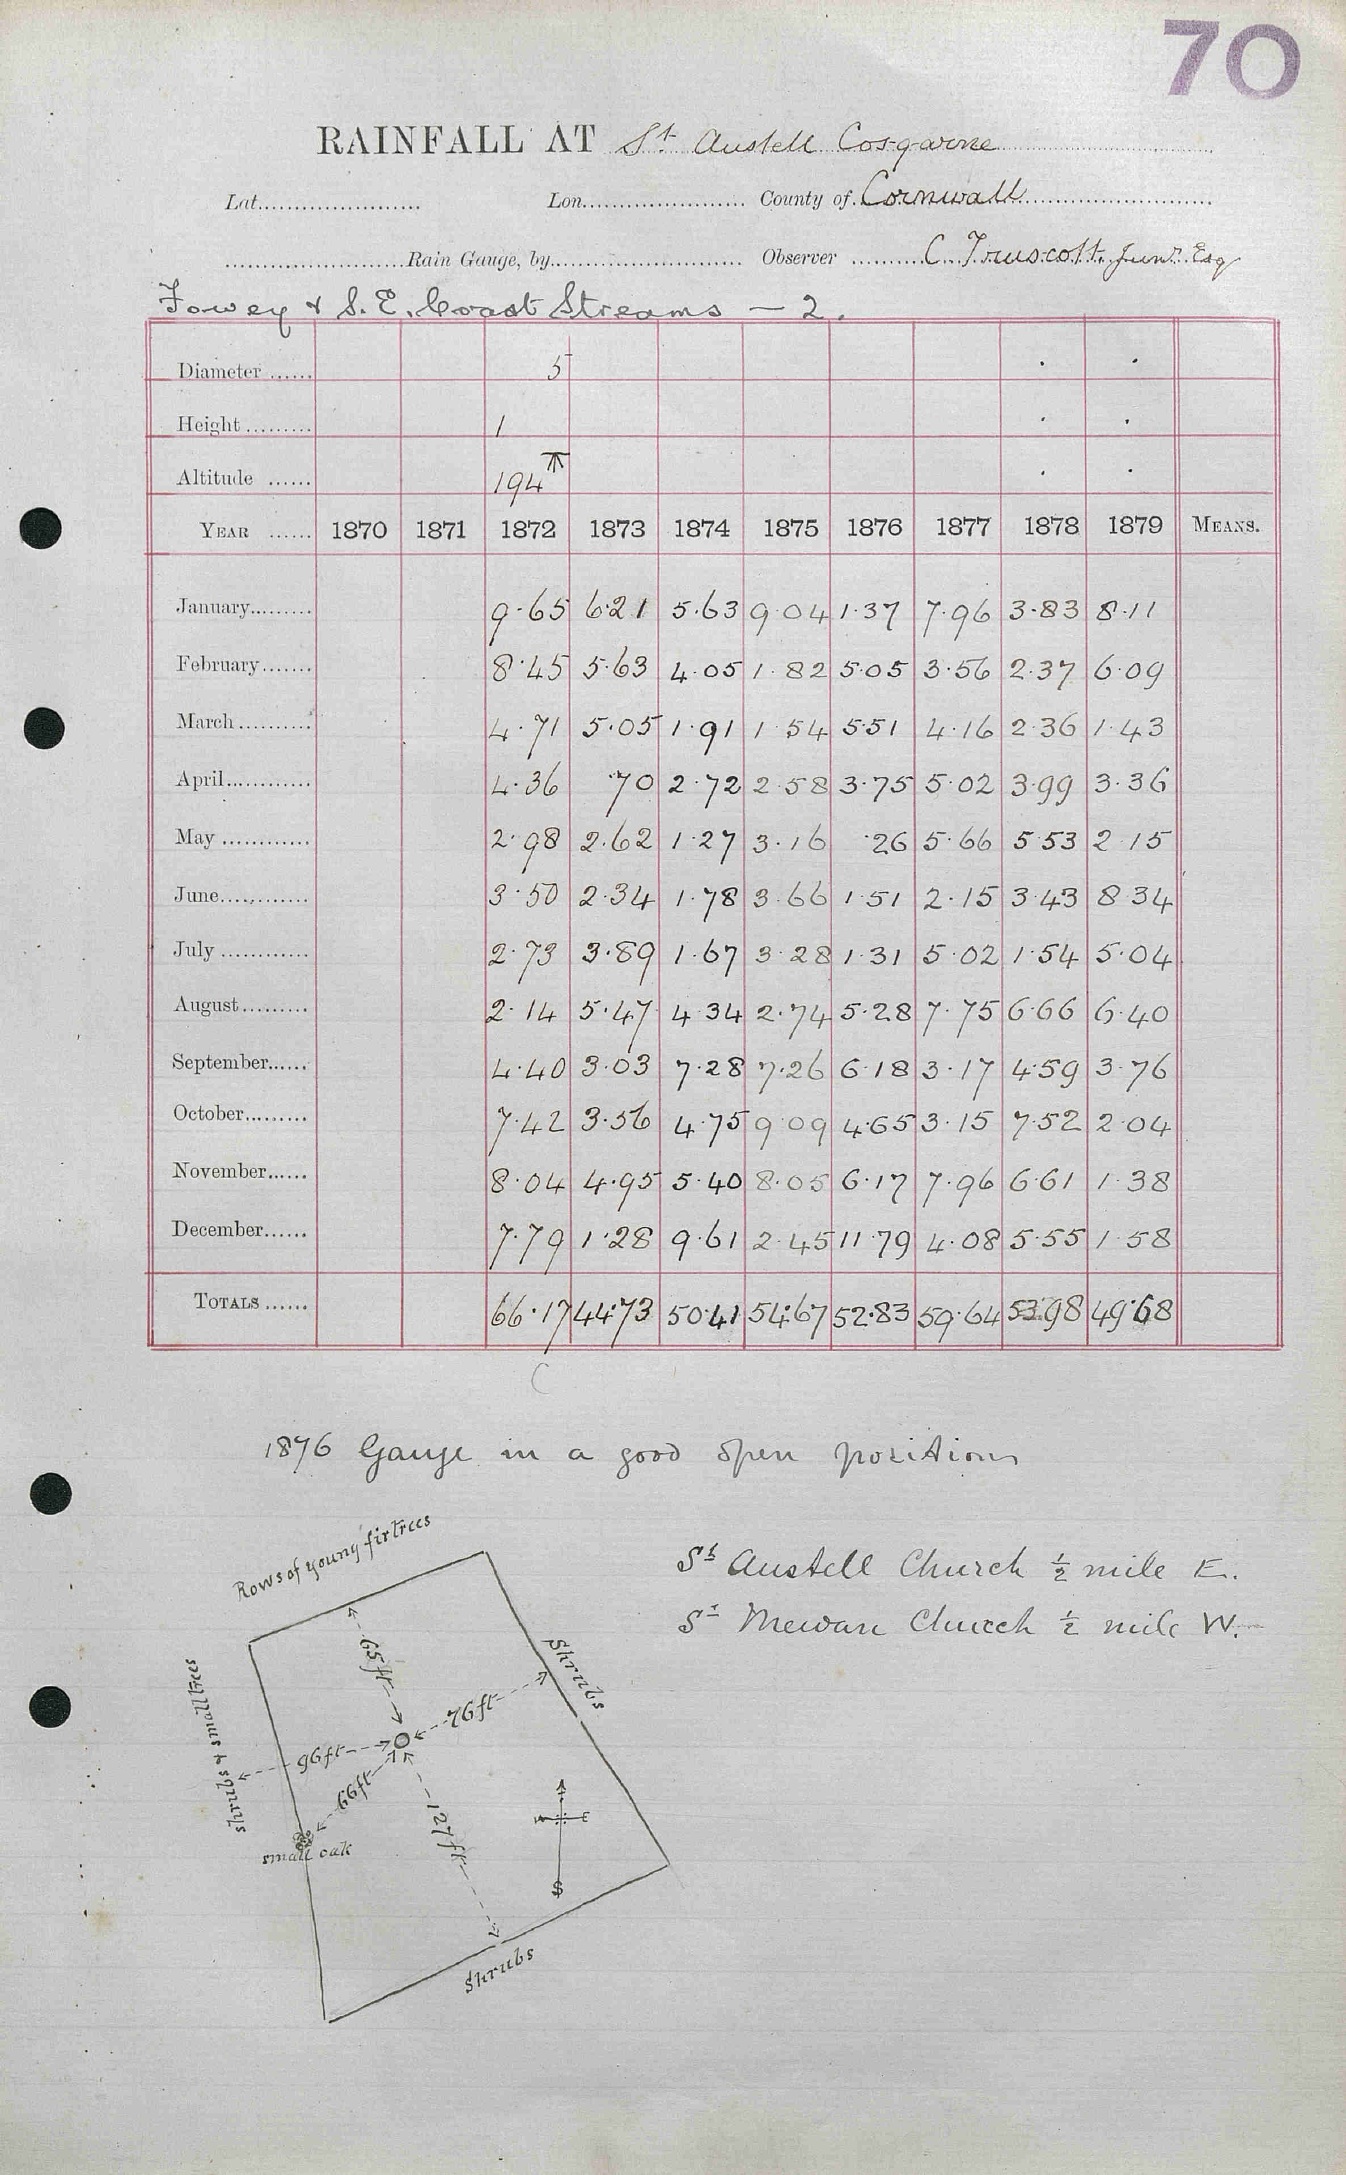 70
RAINFALL AT St Austell Cosgarne
Lat. Lon. County of Cornwall
Rain Gauge, by Observer C. Truscott Junr Esq
Fowey & S.E. Coast Streams — 2.
Diameter 5
Height 1
Altitude 194
YEAR 1870 1871 1872 1873 1874 1875 1876 1877 1878 1879 MEANS.
January 9.65 6.21 5.63 9.04 1.37 7.96 3.83 8.11
February 8.45 5.63 4.05 1.82 5.05 3.56 2.37 6.09
March 4.71 5.05 1.91 1.54 5.51 4.16 2.36 1.43
April 4.36 .70 2.72 2.58 3.75 5.02 3.99 3.36
May 2.98 2.62 1.27 3.16 .26 5.66 5.53 2.15
June 3.50 2.34 1.78 3.66 1.51 2.15 3.43 8.34
July 2.73 3.89 1.67 3.28 1.31 5.02 1.54 5.04
August 2.14 5.47 4.34 2.74 5.28 7.75 6.66 6.40
September 4.40 3.03 7.28 7.26 6.18 3.17 4.59 3.76
October 7.42 3.56 4.75 9.09 4.65 3.15 7.52 2.04
November 8.04 4.95 5.40 8.05 6.17 7.96 6.61 1.38
December 7.79 1.28 9.61 2.45 11.79 4.08 5.55 1.58
TOTALS 66.17 44.73 50.41 54.67 52.83 59.64 53.98 49.68
1876 Gauge in a good open position
Rows of young fir trees
St Austell Church ½ mile E.
St Mewan Church ½ mile W.
65 ft
Shrubs
76 ft
shrubs & small trees
96 ft
66 ft
127 ft
W E
S
small oak
Shrubs